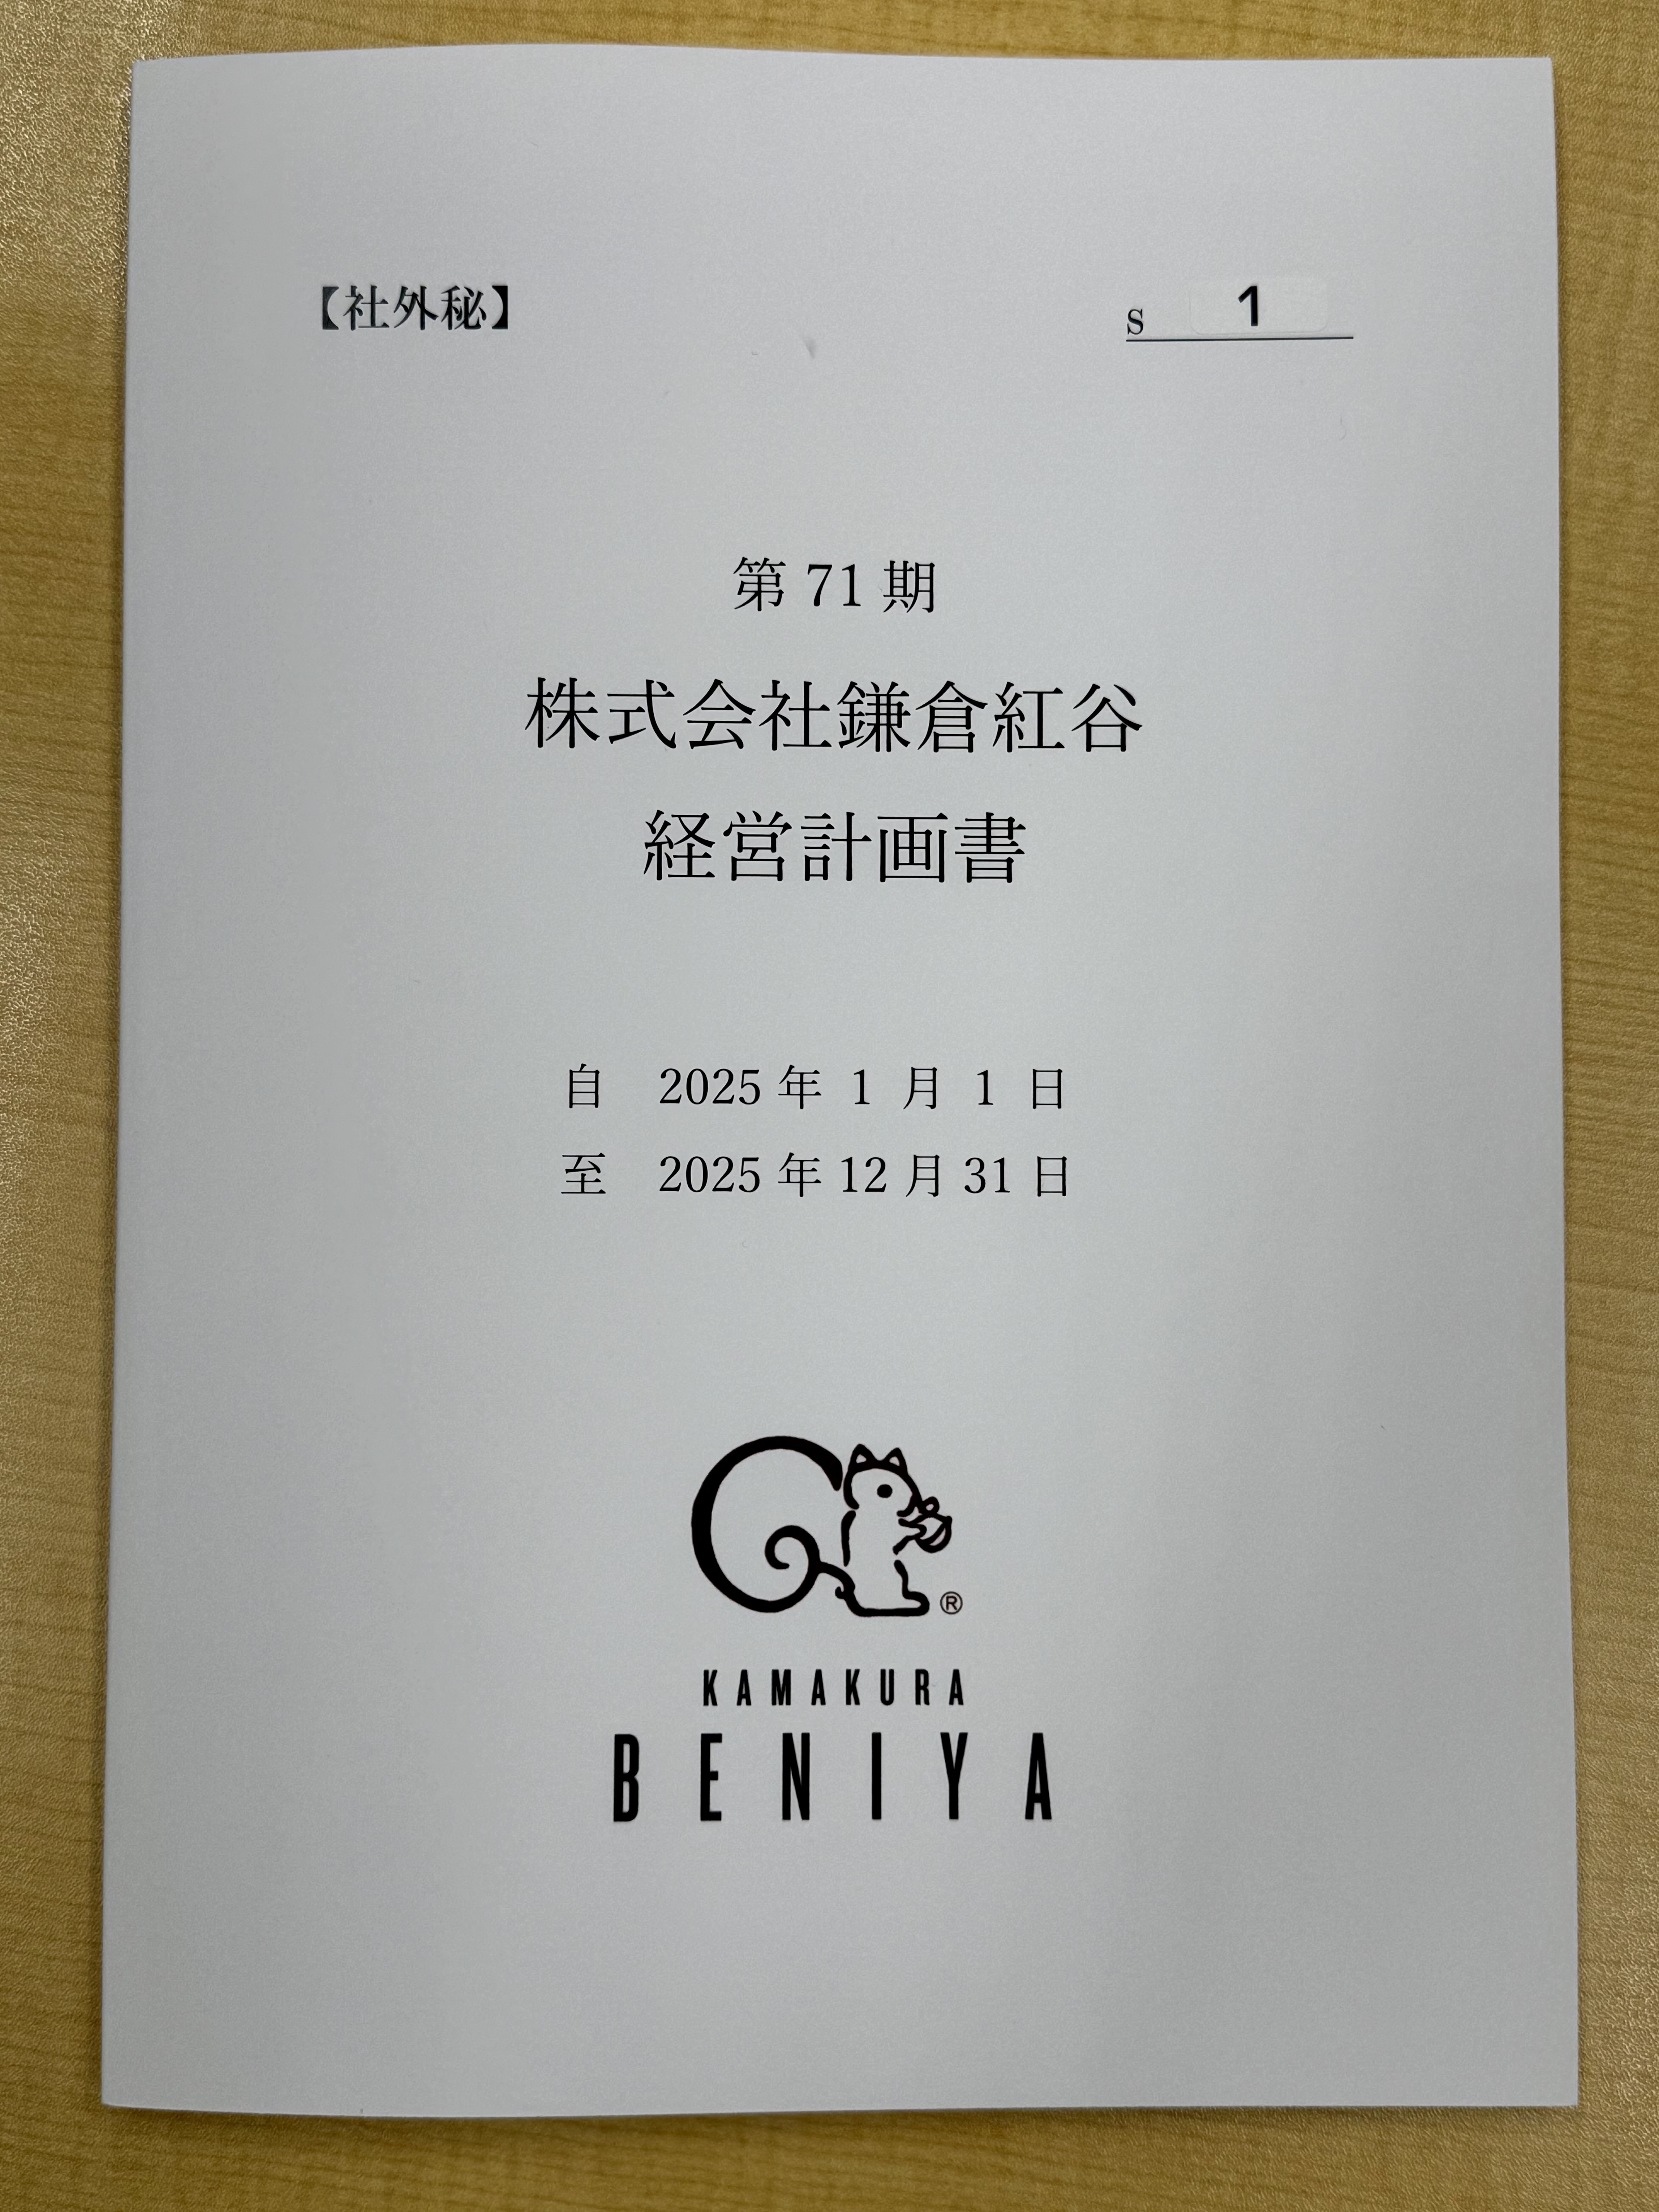 【社外秘】
s 1
第 71 期
株式会社鎌倉紅谷
経営計画書
自 2025 年 1 月 1 日
至 2025 年 12 月 31 日
®
KAMAKURA
BENIYA